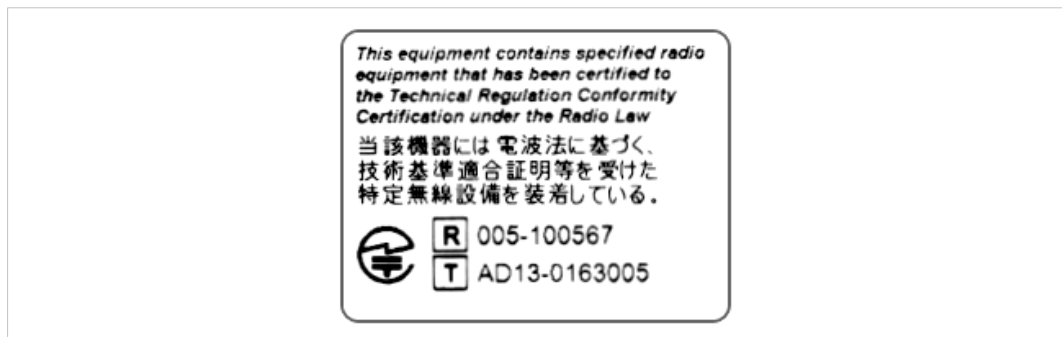 This equipment contains specified radio
equipment that has been certified to
the Technical Regulation Conformity
Certification under the Radio Law
当該機器には電波法に基づく、
技術基準適合証明等を受けた
特定無線設備を装着している。
R 005-100567
T AD13-0163005